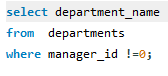 select department_name
from  departments
where manager_id !=0;